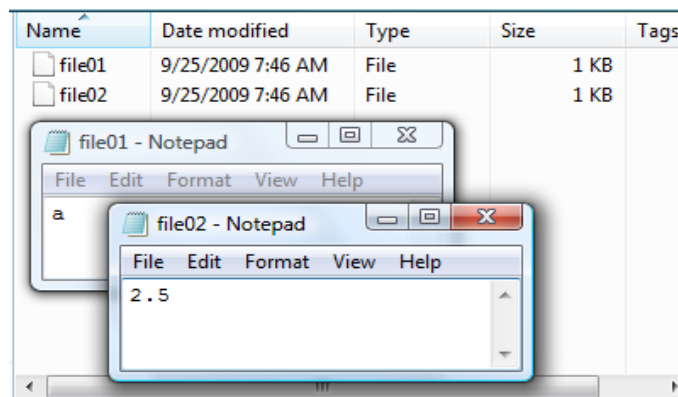 Name Date modified Type Size Tags
file01 9/25/2009 7:46 AM File 1 KB
file02 9/25/2009 7:46 AM File 1 KB
file01 - Notepad
File Edit Format View Help
a
file02 - Notepad
File Edit Format View Help
2.5